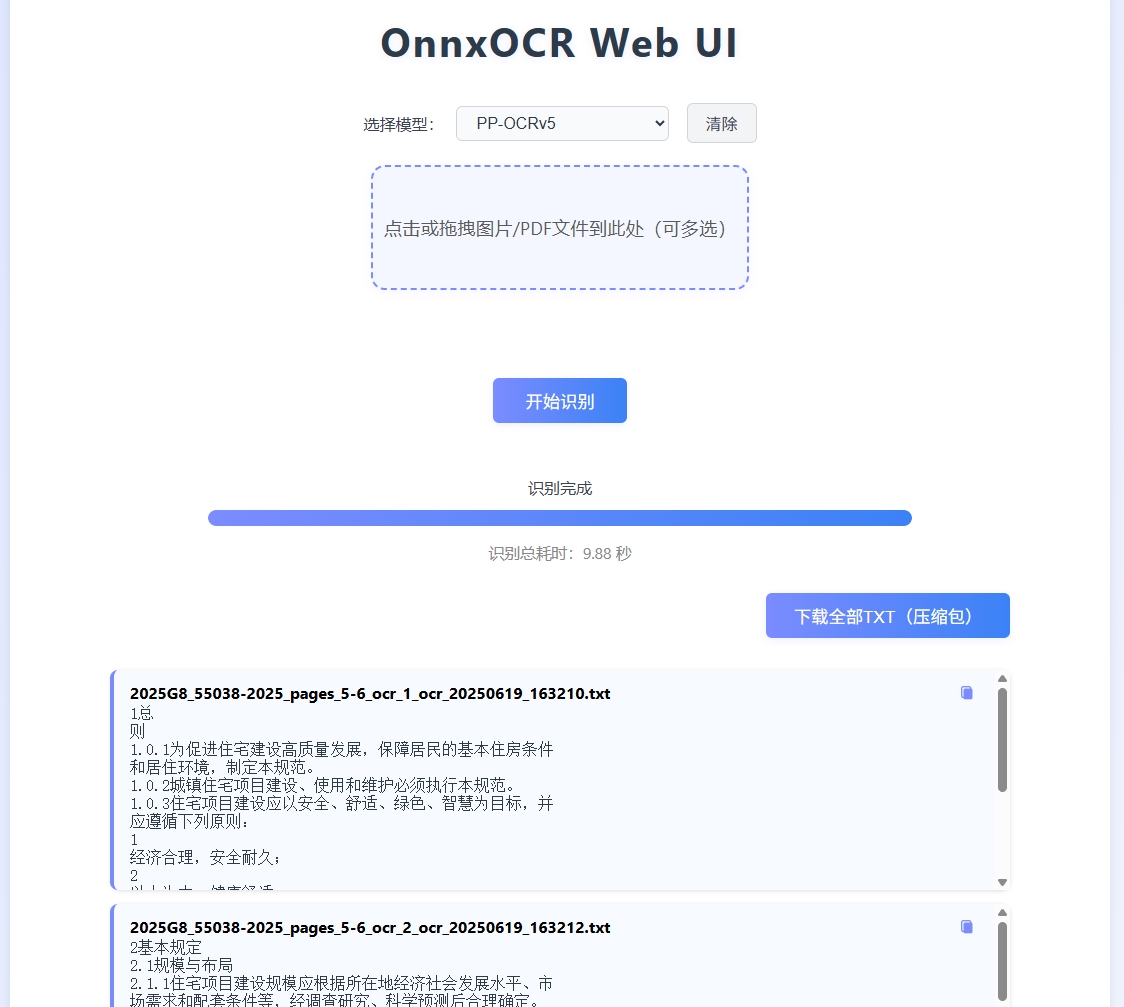 OnnxOCR Web UI
选择模型：
PP-OCRv5
清除
点击或拖拽图片/PDF文件到此处（可多选）
开始识别
识别完成
识别总耗时：9.88 秒
下载全部TXT（压缩包）
2025G8_55038-2025_pages_5-6_ocr_1_ocr_20250619_163210.txt
1总
则
1.0.1为促进住宅建设高质量发展，保障居民的基本住房条件
和居住环境，制定本规范。
1.0.2城镇住宅项目建设、使用和维护必须执行本规范。
1.0.3住宅项目建设应以安全、舒适、绿色、智慧为目标，并
应遵循下列原则：
1
经济合理，安全耐久；
2
2025G8_55038-2025_pages_5-6_ocr_2_ocr_20250619_163212.txt
2基本规定
2.1规模与布局
2.1.1住宅项目建设规模应根据所在地经济社会发展水平、市
场需求和配套条件等，经调查研究、科学预测后合理确定。